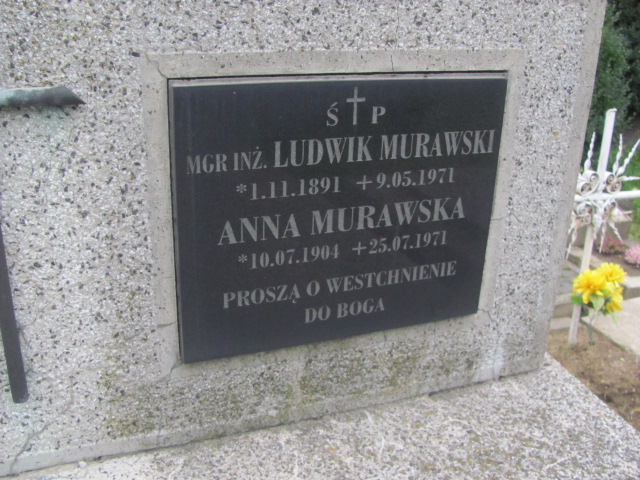 Ś † P
MGR INŻ. LUDWIK MURAWSKI
*1.11.1891 +9.05.1971
ANNA MURAWSKA
*10.07.1904 +25.07.1971
PROSZĄ O WESTCHNIENIE
DO BOGA